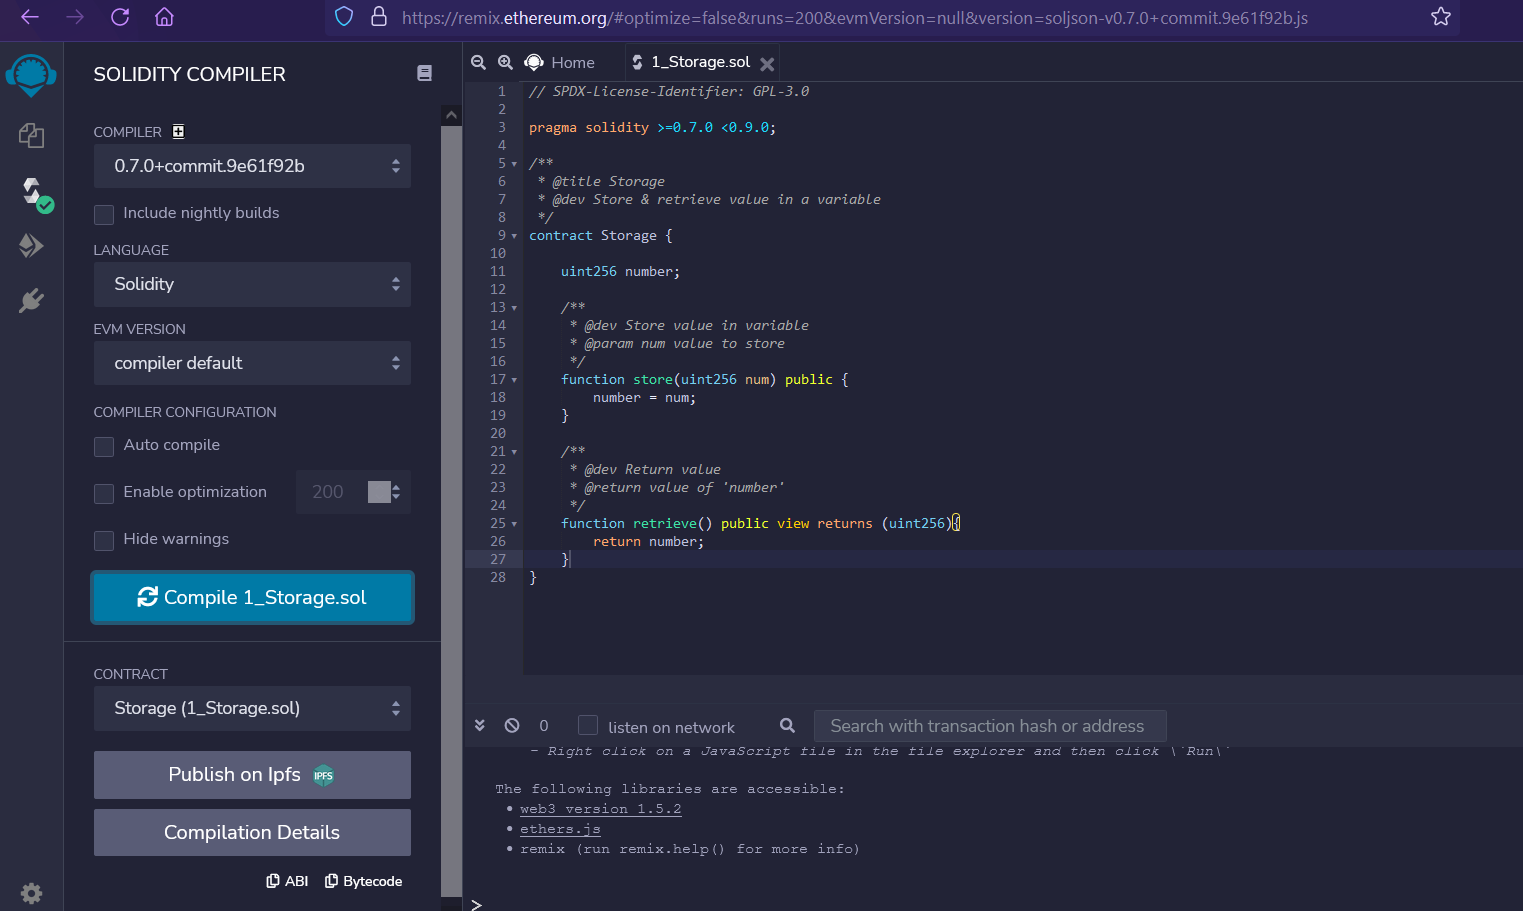 https://remix.ethereum.org/#optimize=false&runs=200&evmVersion=null&version=soljson-v0.7.0+commit.9e61f92b.js
SOLIDITY COMPILER
COMPILER
0.7.0+commit.9e61f92b
Include nightly builds
LANGUAGE
Solidity
EVM VERSION
compiler default
COMPILER CONFIGURATION
Auto compile
Enable optimization 200
Hide warnings
Compile 1_Storage.sol
CONTRACT
Storage (1_Storage.sol)
Publish on Ipfs IPFS
Compilation Details
ABI Bytecode
Home 1_Storage.sol
1 // SPDX-License-Identifier: GPL-3.0
2
3 pragma solidity >=0.7.0 <0.9.0;
4
5 /**
6 * @title Storage
7 * @dev Store & retrieve value in a variable
8 */
9 contract Storage {
10
11 uint256 number;
12
13 /**
14 * @dev Store value in variable
15 * @param num value to store
16 */
17 function store(uint256 num) public {
18 number = num;
19 }
20
21 /**
22 * @dev Return value
23 * @return value of 'number'
24 */
25 function retrieve() public view returns (uint256){
26 return number;
27 }
28 }
0 listen on network Search with transaction hash or address
- Right click on a JavaScript file in the file explorer and then click \`Run\`
The following libraries are accessible:
• web3 version 1.5.2
• ethers.js
• remix (run remix.help() for more info)
>